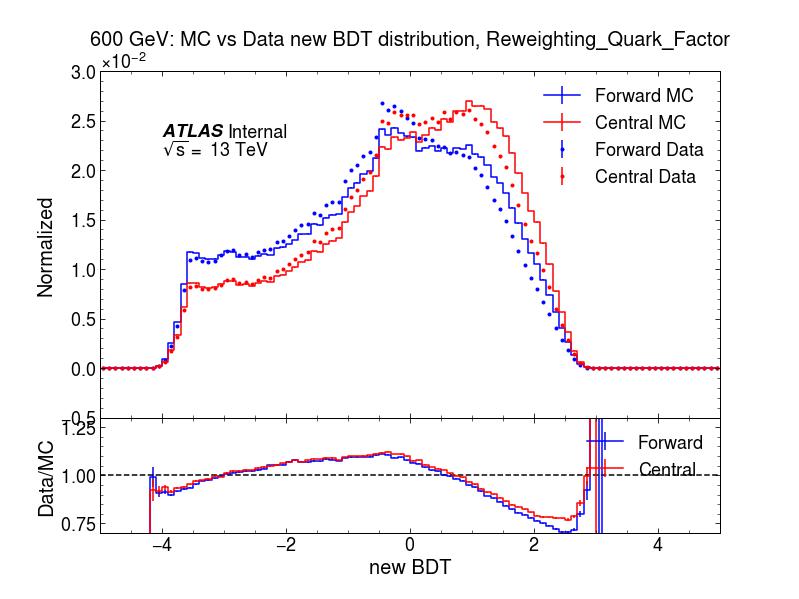 600 GeV: MC vs Data new BDT distribution, Reweighting_Quark_Factor
×10⁻²
3.0
2.5
2.0
1.5
1.0
0.5
0.0
Normalized
ATLAS Internal
√s = 13 TeV
Forward MC
Central MC
Forward Data
Central Data
1.25
1.00
0.75
Data/MC
Forward
Central
−4
−2
0
2
4
new BDT